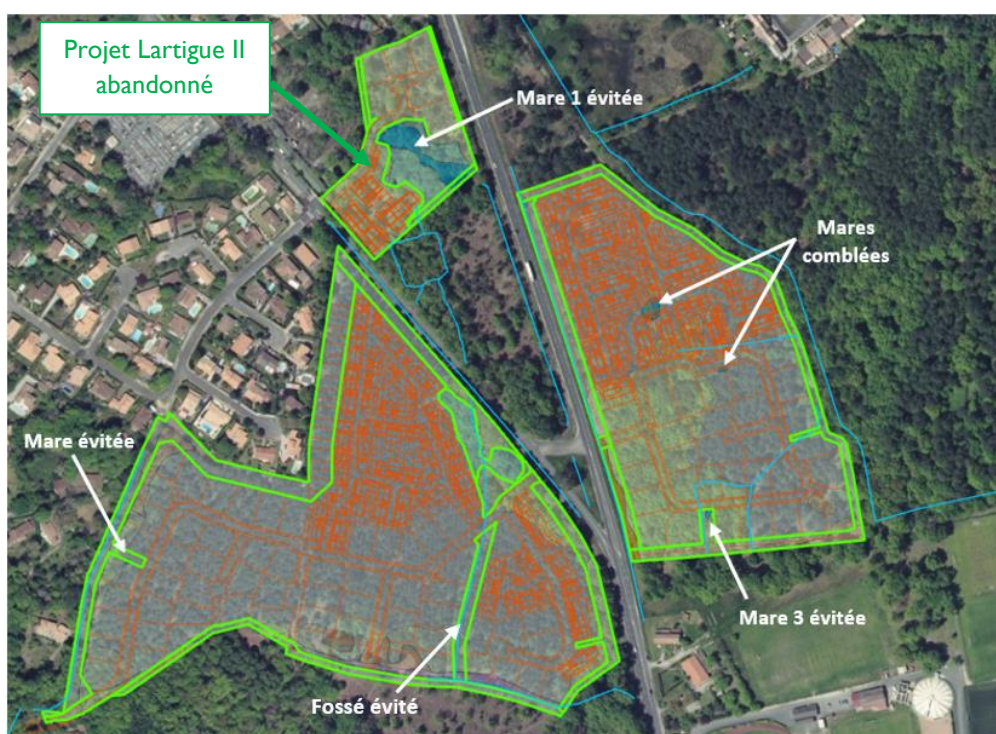 Projet Lartigue II
abandonné
Mare 1 évitée
Mares
comblées
Mare évitée
Mare 3 évitée
Fossé évité